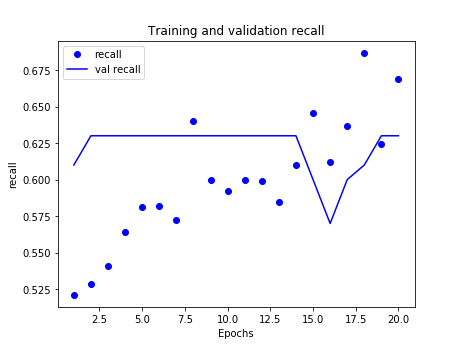 Training and validation recall
recall
val recall
recall
0.675
0.650
0.625
0.600
0.575
0.550
0.525
2.5 5.0 7.5 10.0 12.5 15.0 17.5 20.0
Epochs